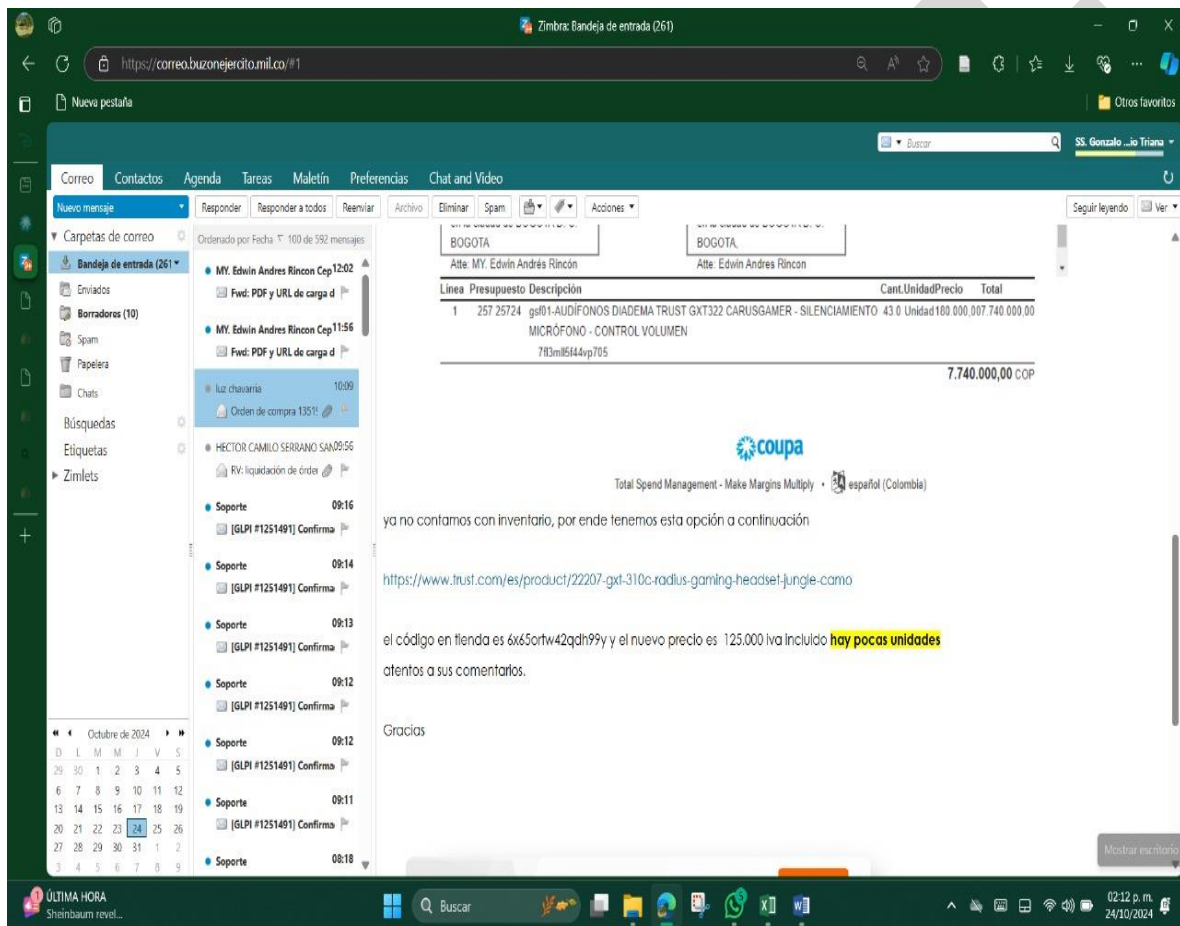 Zimbra: Bandeja de entrada (261)
https://correo.buzonejercito.mil.co/#1
Nueva pestaña
Otros favoritos
Buscar
SS. Gonzalo ...io Triana
Correo Contactos Agenda Tareas Maletín Preferencias Chat and Video
Nuevo mensaje
Responder Responder a todos Reenviar Archivo Eliminar Spam Acciones
Seguir leyendo Ver
Carpetas de correo
Bandeja de entrada (261
Enviados
Borradores (10)
Spam
Papelera
Chats
Búsquedas
Etiquetas
Zimlets
Ordenado por Fecha 100 de 592 mensajes
MY. Edwin Andres Rincon Cep 12:02
Fwd: PDF y URL de carga d
MY. Edwin Andres Rincon Cep 11:56
Fwd: PDF y URL de carga d
luz chavarria 10:09
Orden de compra 1351
HECTOR CAMILO SERRANO SAN 09:56
RV: liquidación de órder
Soporte 09:16
[GLPI #1251491] Confirma
Soporte 09:14
[GLPI #1251491] Confirma
Soporte 09:13
[GLPI #1251491] Confirma
Soporte 09:12
[GLPI #1251491] Confirma
Soporte 09:12
[GLPI #1251491] Confirma
Soporte 09:11
[GLPI #1251491] Confirma
Soporte 08:18
BOGOTA
Atte: MY. Edwin Andrés Rincón
BOGOTA,
Atte: Edwin Andres Rincon
Línea Presupuesto Descripción Cant. Unidad Precio Total
1 257 25724 gsf01-AUDÍFONOS DIADEMA TRUST GXT322 CARUSGAMER - SILENCIAMIENTO 43.0 Unidad 180.000,00 7.740.000,00
MICRÓFONO - CONTROL VOLUMEN
7fl3mll5f44vp705
7.740.000,00 COP
coupa
Total Spend Management - Make Margins Multiply • español (Colombia)
ya no contamos con inventario, por ende tenemos esta opción a continuación
https://www.trust.com/es/product/22207-gxt-310c-radius-gaming-headset-jungle-camo
el código en tienda es 6x65ortw42qdh99y y el nuevo precio es 125.000 iva incluido hay pocas unidades
atentos a sus comentarios.
Gracias
Octubre de 2024
D L M M J V S
29 30 1 2 3 4 5
6 7 8 9 10 11 12
13 14 15 16 17 18 19
20 21 22 23 24 25 26
27 28 29 30 31 1 2
3 4 5 6 7 8 9
Mostrar escritorio
1
ÚLTIMA HORA
Sheinbaum revel...
Buscar
02:12 p. m.
24/10/2024